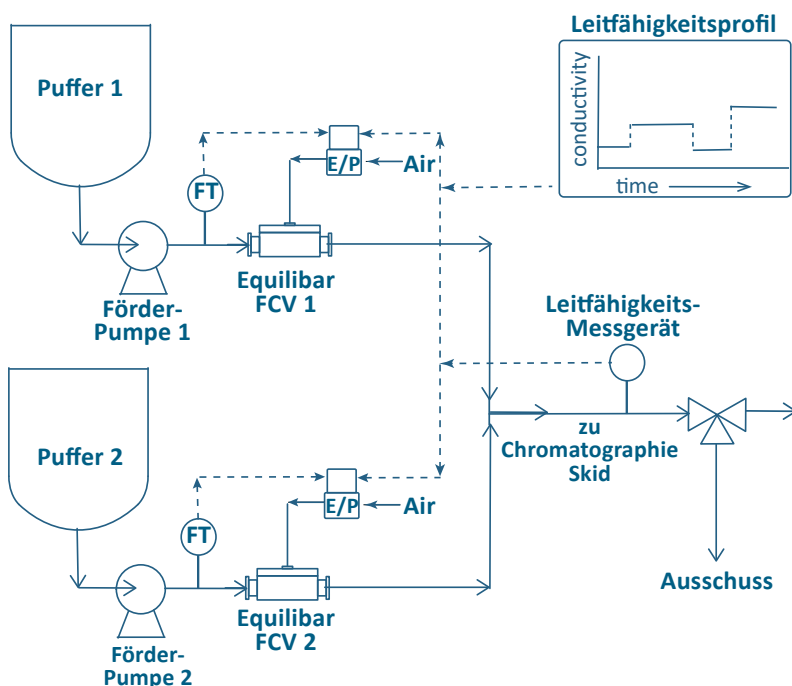 Leitfähigkeitsprofil
conductivity
time
Puffer 1
E/P
Air
FT
Equilibar
FCV 1
Förder-
Pumpe 1
Leitfähigkeits-
Messgerät
Puffer 2
zu
Chromatographie
Skid
E/P
Air
FT
Equilibar
FCV 2
Förder-
Pumpe 2
Ausschuss